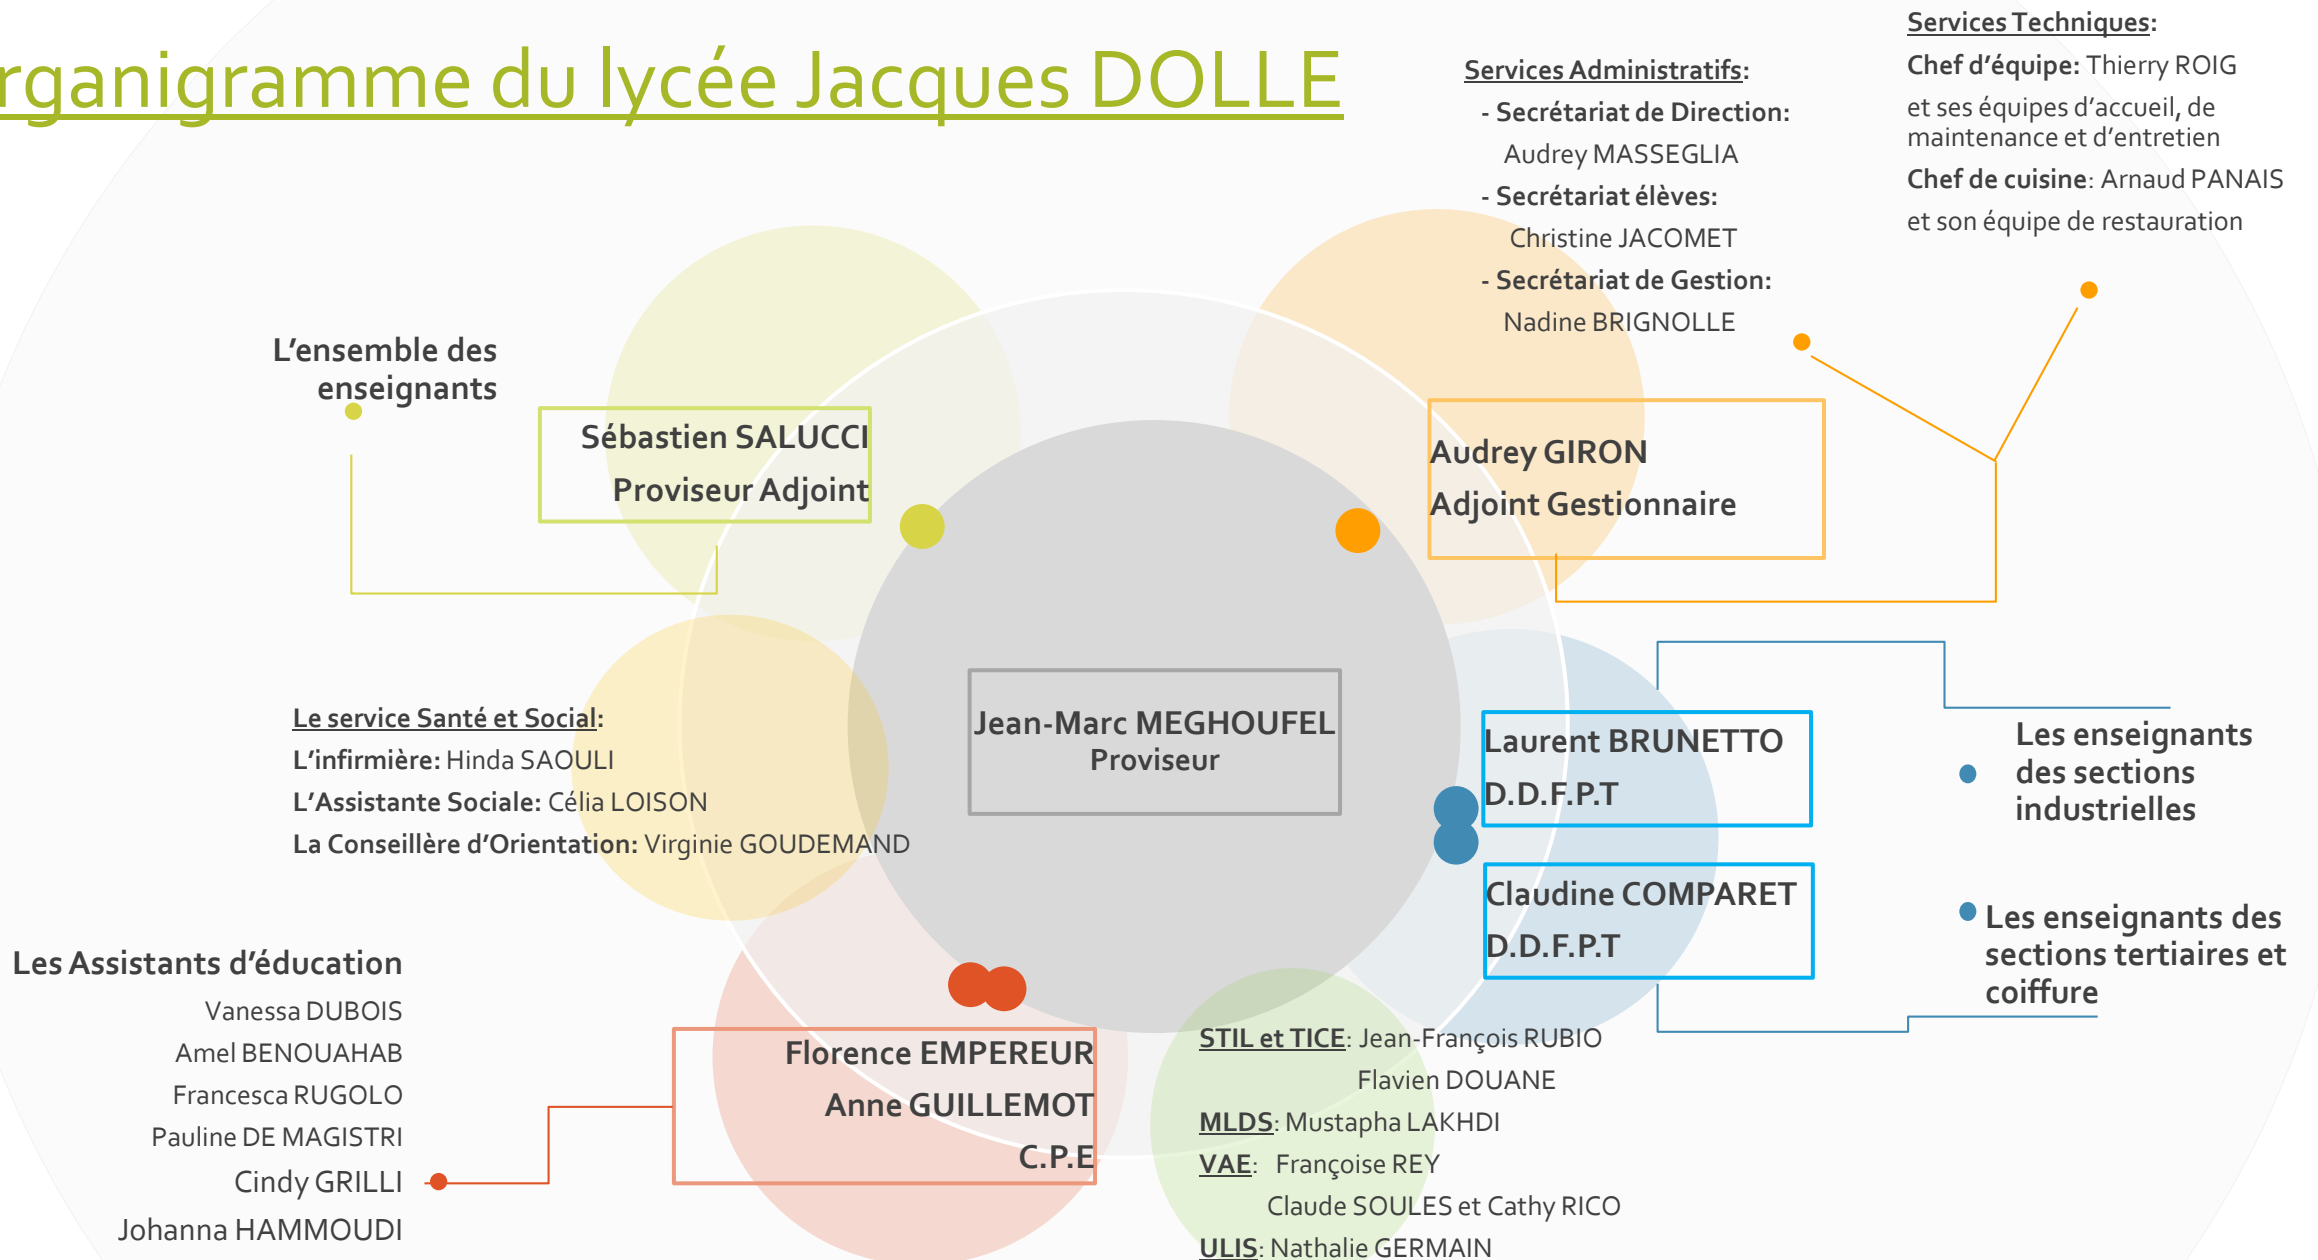 rganigramme du lycée Jacques DOLLE
Services Administratifs:
- Secrétariat de Direction:
Audrey MASSEGLIA
- Secrétariat élèves:
Christine JACOMET
- Secrétariat de Gestion:
Nadine BRIGNOLLE
Services Techniques:
Chef d’équipe: Thierry ROIG
et ses équipes d’accueil, de
maintenance et d’entretien
Chef de cuisine: Arnaud PANAIS
et son équipe de restauration
L’ensemble des
enseignants
Sébastien SALUCCI
Proviseur Adjoint
Audrey GIRON
Adjoint Gestionnaire
Jean-Marc MEGHOUFEL
Proviseur
Le service Santé et Social:
L’infirmière: Hinda SAOULI
L’Assistante Sociale: Célia LOISON
La Conseillère d’Orientation: Virginie GOUDEMAND
Laurent BRUNETTO
D.D.F.P.T
Les enseignants
des sections
industrielles
Claudine COMPARET
D.D.F.P.T
Les enseignants des
sections tertiaires et
coiffure
Les Assistants d’éducation
Vanessa DUBOIS
Amel BENOUAHAB
Francesca RUGOLO
Pauline DE MAGISTRI
Cindy GRILLI
Johanna HAMMOUDI
Florence EMPEREUR
Anne GUILLEMOT
C.P.E
STIL et TICE: Jean-François RUBIO
Flavien DOUANE
MLDS: Mustapha LAKHDI
VAE: Françoise REY
Claude SOULES et Cathy RICO
ULIS: Nathalie GERMAIN